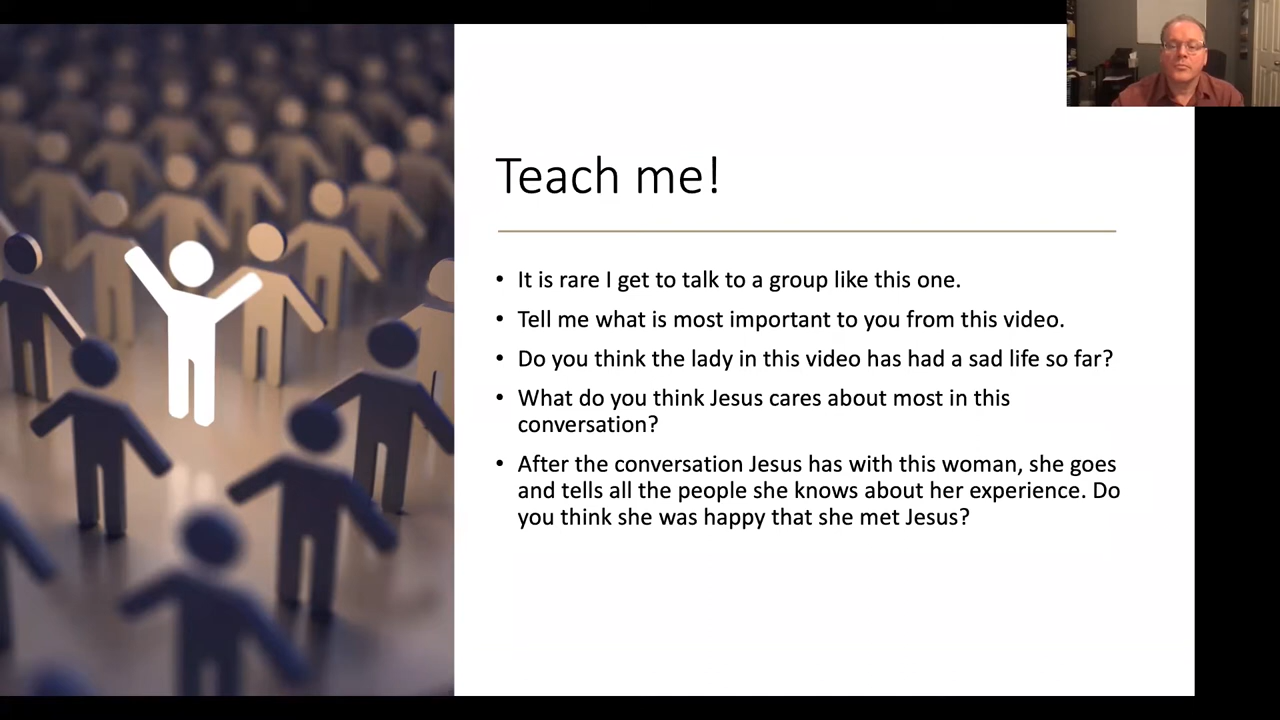 Teach me!
• It is rare I get to talk to a group like this one.
• Tell me what is most important to you from this video.
• Do you think the lady in this video has had a sad life so far?
• What do you think Jesus cares about most in this
conversation?
• After the conversation Jesus has with this woman, she goes
and tells all the people she knows about her experience. Do
you think she was happy that she met Jesus?